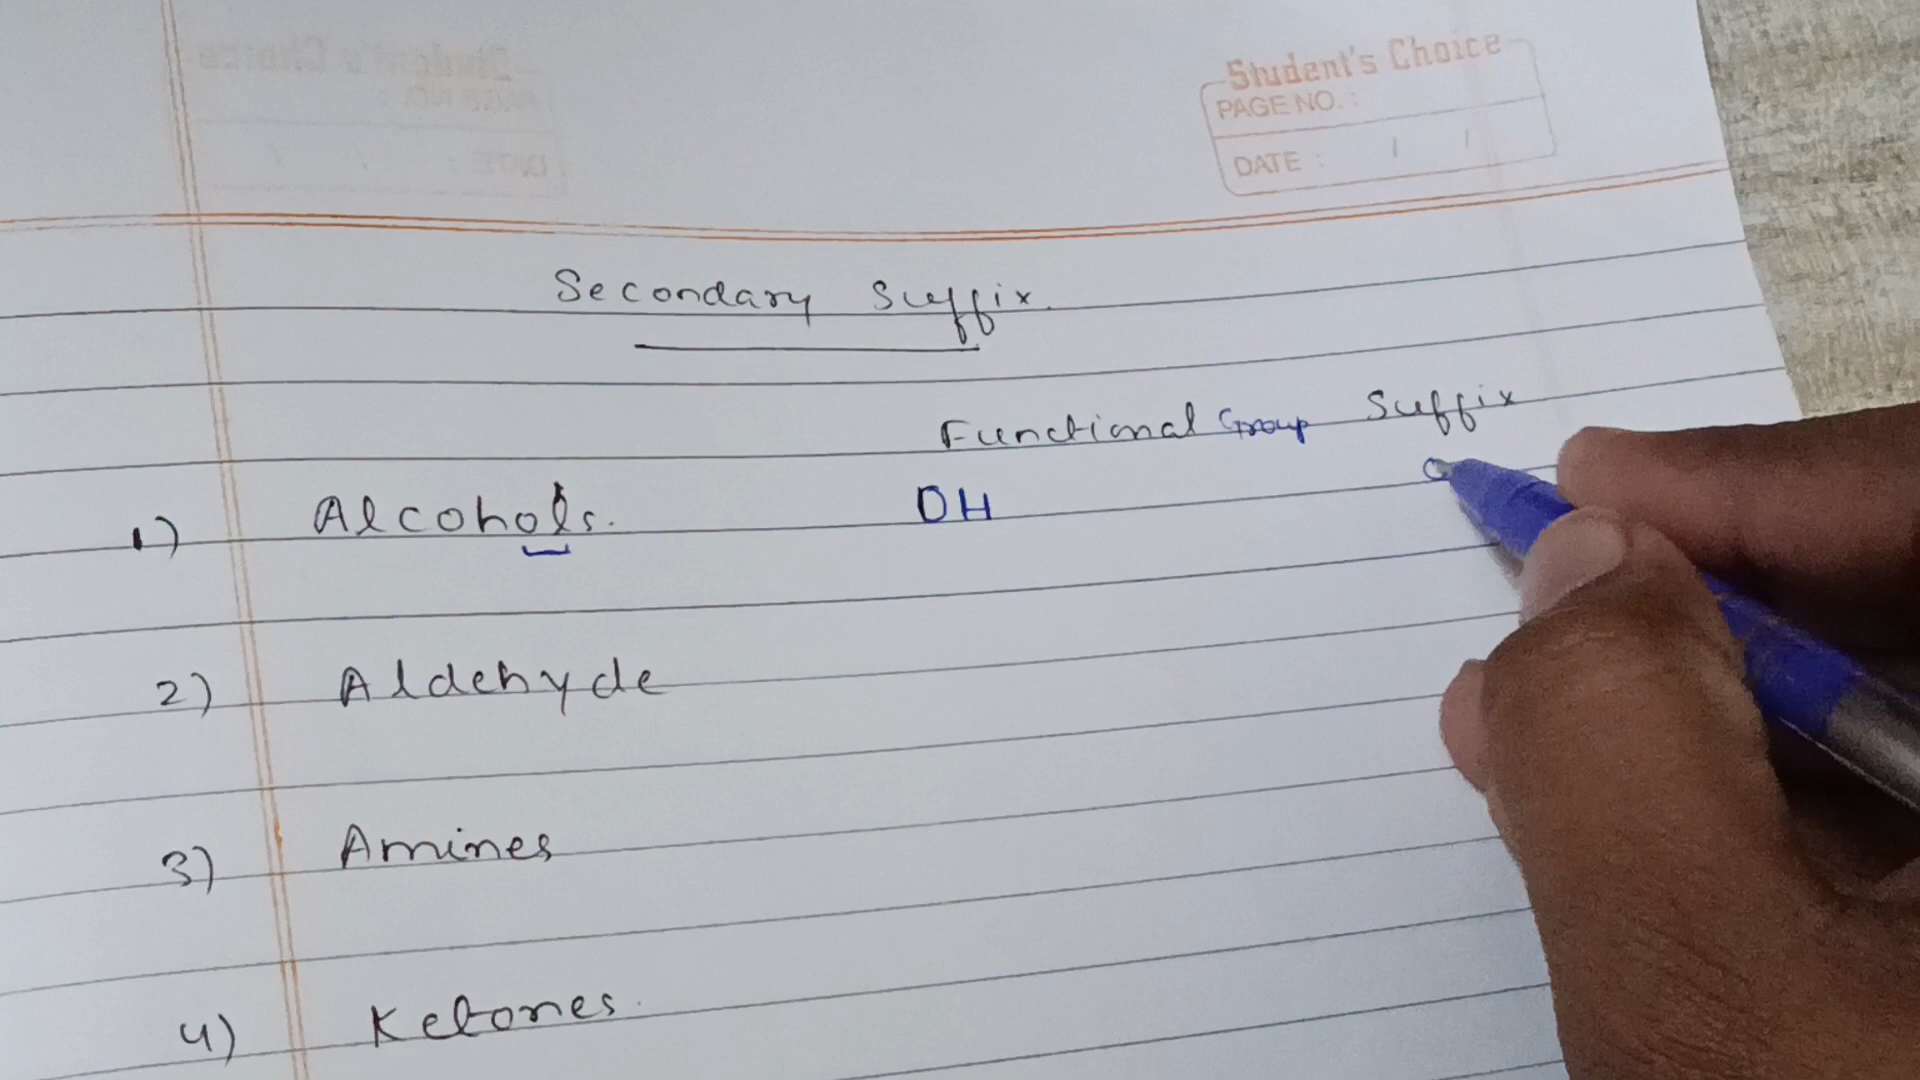 Student's Choice
PAGE NO. :
DATE : / /
Secondary Suffix.
Functional Group Suffix
1) Alcohols. OH o
2) Aldehyde
3) Amines
4) Ketones.